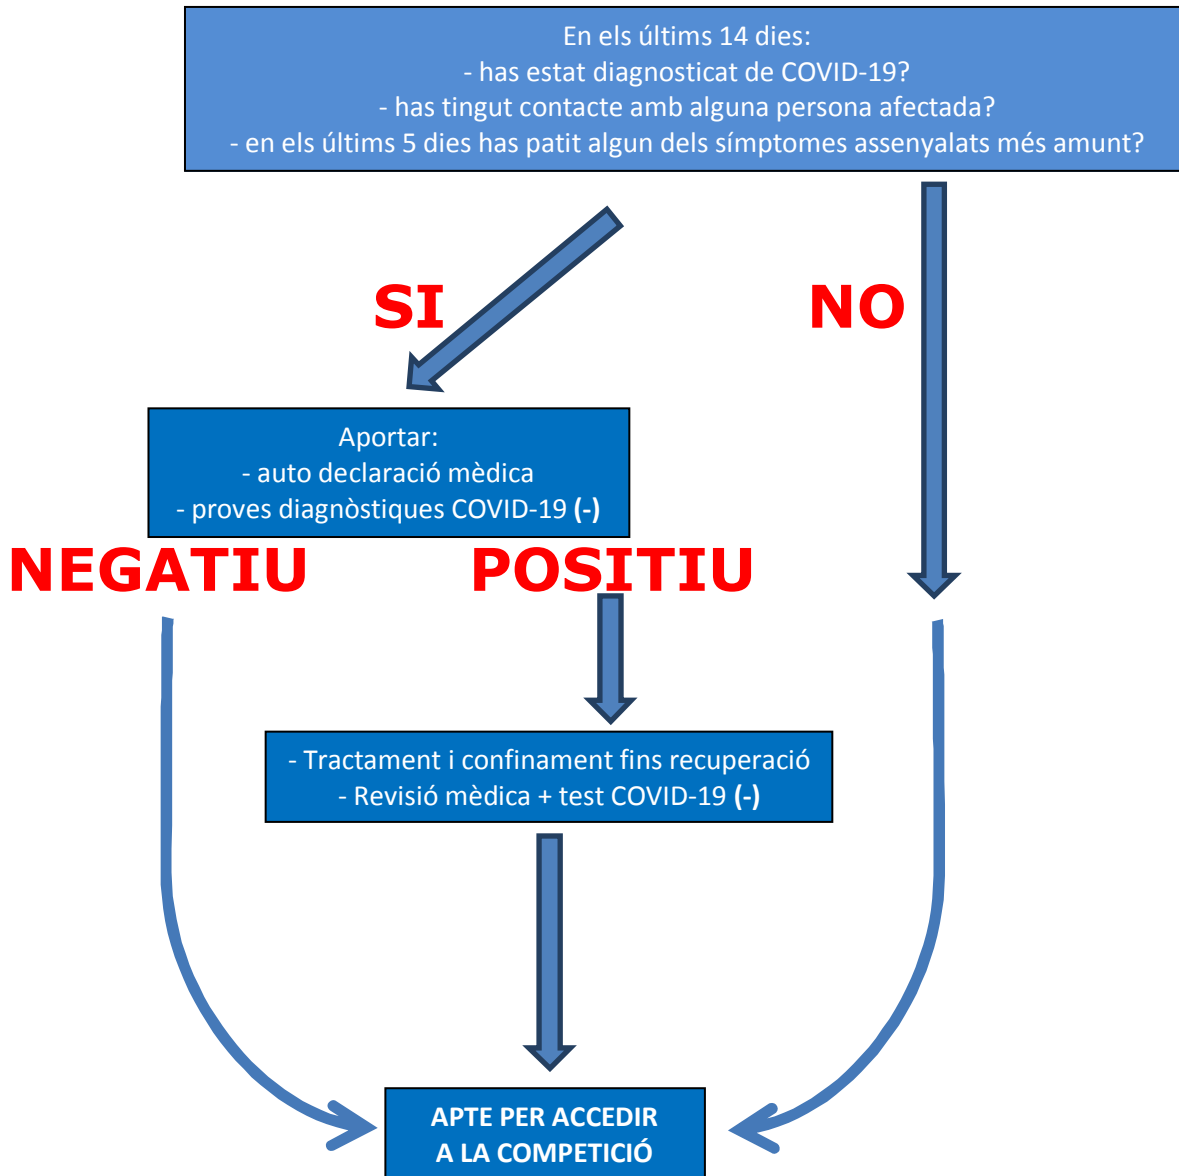 En els últims 14 dies:
- has estat diagnosticat de COVID-19?
- has tingut contacte amb alguna persona afectada?
- en els últims 5 dies has patit algun dels símptomes assenyalats més amunt?
SI
NO
Aportar:
- auto declaració mèdica
- proves diagnòstiques COVID-19 (-)
NEGATIU
POSITIU
- Tractament i confinament fins recuperació
- Revisió mèdica + test COVID-19 (-)
APTE PER ACCEDIR
A LA COMPETICIÓ